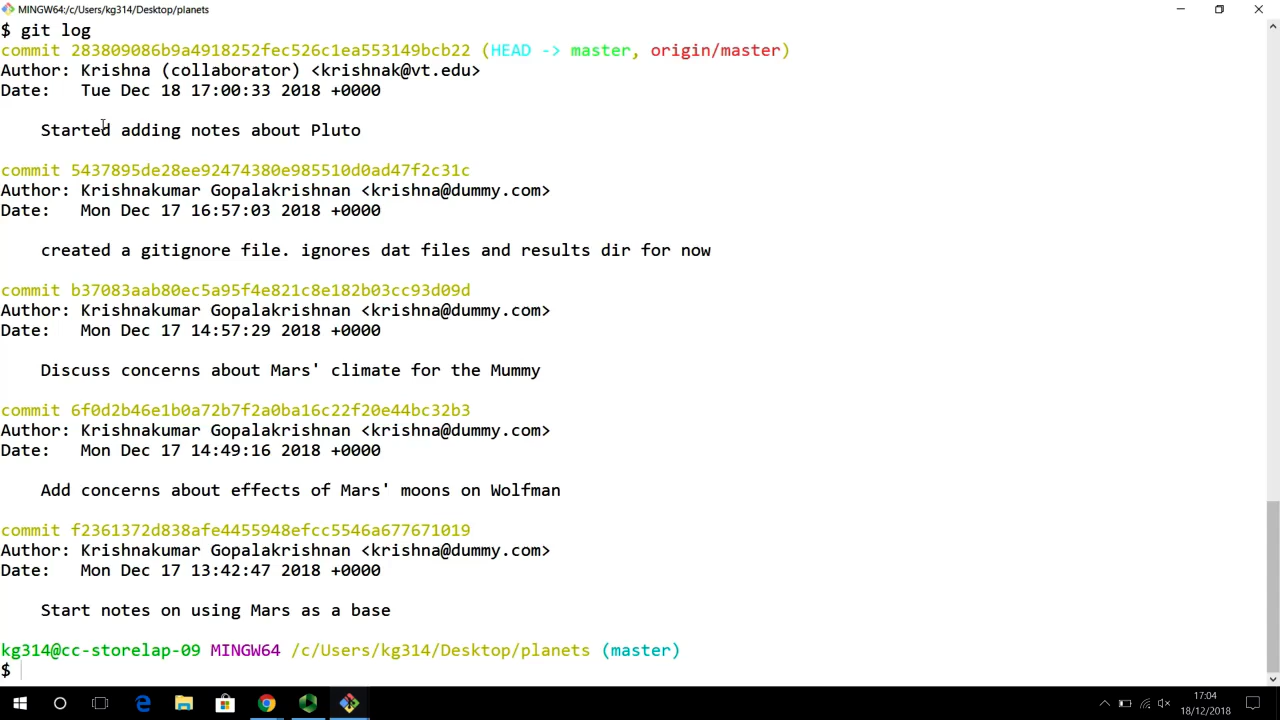 MINGW64:/c/Users/kg314/Desktop/planets
$ git log
commit 283809086b9a4918252fec526c1ea553149bcb22 (HEAD -> master, origin/master)
Author: Krishna (collaborator) <krishnak@vt.edu>
Date:   Tue Dec 18 17:00:33 2018 +0000
Started adding notes about Pluto
commit 5437895de28ee92474380e985510d0ad47f2c31c
Author: Krishnakumar Gopalakrishnan <krishna@dummy.com>
Date:   Mon Dec 17 16:57:03 2018 +0000
created a gitignore file. ignores dat files and results dir for now
commit b37083aab80ec5a95f4e821c8e182b03cc93d09d
Author: Krishnakumar Gopalakrishnan <krishna@dummy.com>
Date:   Mon Dec 17 14:57:29 2018 +0000
Discuss concerns about Mars' climate for the Mummy
commit 6f0d2b46e1b0a72b7f2a0ba16c22f20e44bc32b3
Author: Krishnakumar Gopalakrishnan <krishna@dummy.com>
Date:   Mon Dec 17 14:49:16 2018 +0000
Add concerns about effects of Mars' moons on Wolfman
commit f2361372d838afe4455948efcc5546a677671019
Author: Krishnakumar Gopalakrishnan <krishna@dummy.com>
Date:   Mon Dec 17 13:42:47 2018 +0000
Start notes on using Mars as a base
kg314@cc-storelap-09 MINGW64 /c/Users/kg314/Desktop/planets (master)
$
17:04
18/12/2018